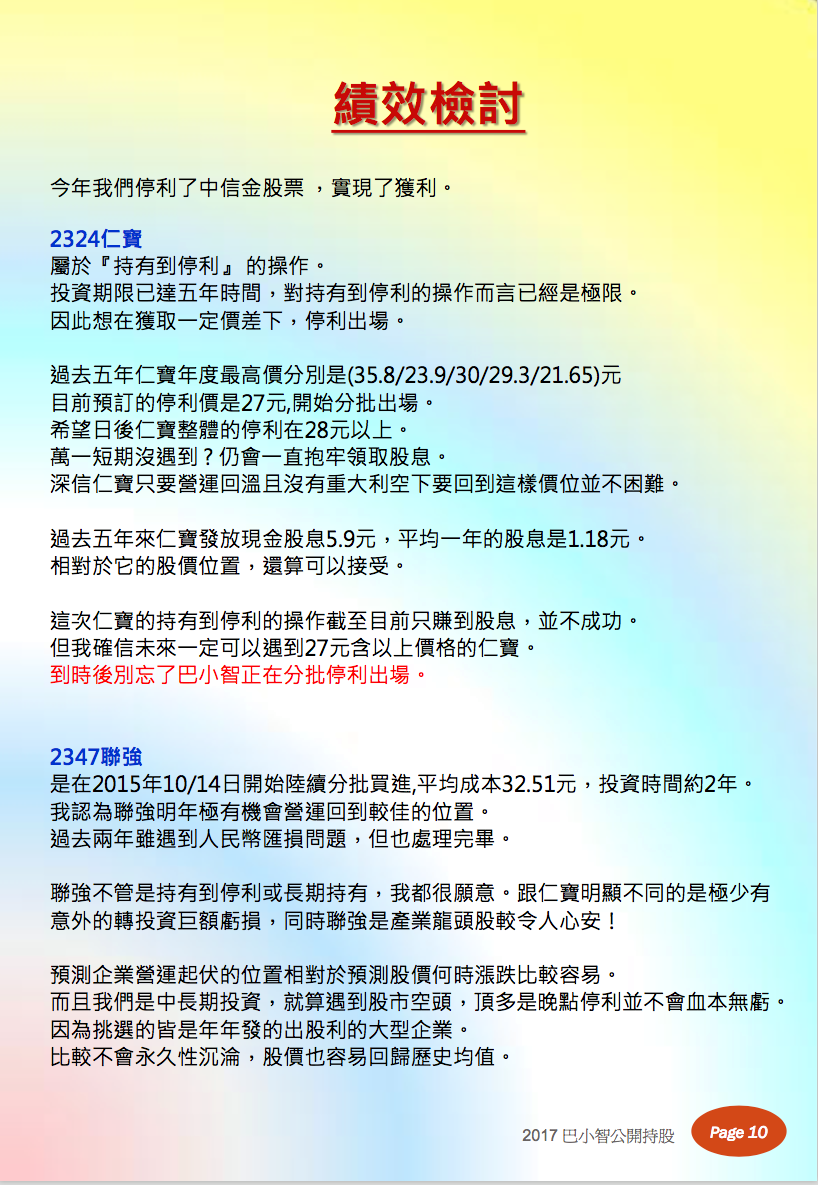 績效檢討
今年我們停利了中信金股票 ，實現了獲利。
2324仁寶
屬於『持有到停利』 的操作。
投資期限已達五年時間，對持有到停利的操作而言已經是極限。
因此想在獲取一定價差下，停利出場。
過去五年仁寶年度最高價分別是(35.8/23.9/30/29.3/21.65)元
目前預訂的停利價是27元,開始分批出場。
希望日後仁寶整體的停利在28元以上。
萬一短期沒遇到？仍會一直抱牢領取股息。
深信仁寶只要營運回溫且沒有重大利空下要回到這樣價位並不困難。
過去五年來仁寶發放現金股息5.9元，平均一年的股息是1.18元。
相對於它的股價位置，還算可以接受。
這次仁寶的持有到停利的操作截至目前只賺到股息，並不成功。
但我確信未來一定可以遇到27元含以上價格的仁寶。
到時後別忘了巴小智正在分批停利出場。
2347聯強
是在2015年10/14日開始陸續分批買進,平均成本32.51元，投資時間約2年。
我認為聯強明年極有機會營運回到較佳的位置。
過去兩年雖遇到人民幣匯損問題，但也處理完畢。
聯強不管是持有到停利或長期持有，我都很願意。跟仁寶明顯不同的是極少有
意外的轉投資巨額虧損，同時聯強是產業龍頭股較令人心安！
預測企業營運起伏的位置相對於預測股價何時漲跌比較容易。
而且我們是中長期投資，就算遇到股市空頭，頂多是晚點停利並不會血本無虧。
因為挑選的皆是年年發的出股利的大型企業。
比較不會永久性沉淪，股價也容易回歸歷史均值。
2017 巴小智公開持股
Page 10